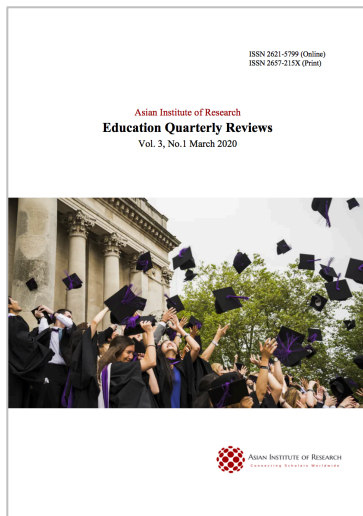 ISSN 2621-5799 (Online)
ISSN 2657-215X (Print)
Asian Institute of Research
Education Quarterly Reviews
Vol. 3, No.1 March 2020
ASIAN INSTITUTE OF RESEARCH
Connecting Scholars Worldwide